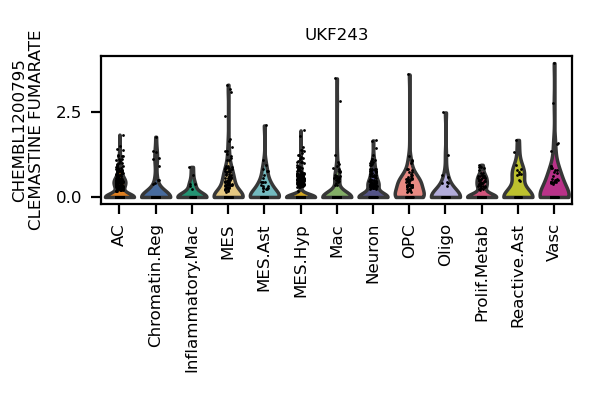 UKF243
CHEMBL1200795
CLEMASTINE FUMARATE
2.5
0.0
AC
Chromatin.Reg
Inflammatory.Mac
MES
MES.Ast
MES.Hyp
Mac
Neuron
OPC
Oligo
Prolif.Metab
Reactive.Ast
Vasc